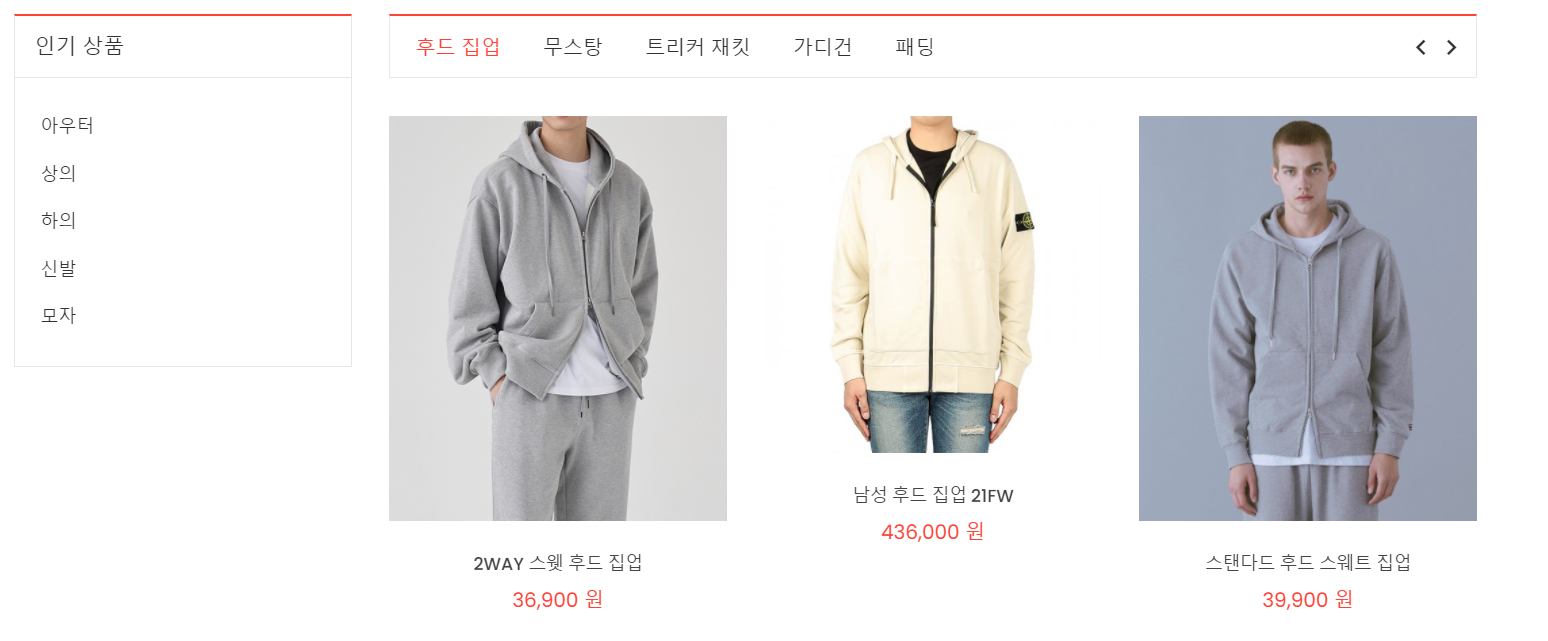 인기 상품
아우터
상의
하의
신발
모자
후드 집업 무스탕 트리커 재킷 가디건 패딩
2WAY 스웻 후드 집업
36,900 원
남성 후드 집업 21FW
436,000 원
스탠다드 후드 스웨트 집업
39,900 원